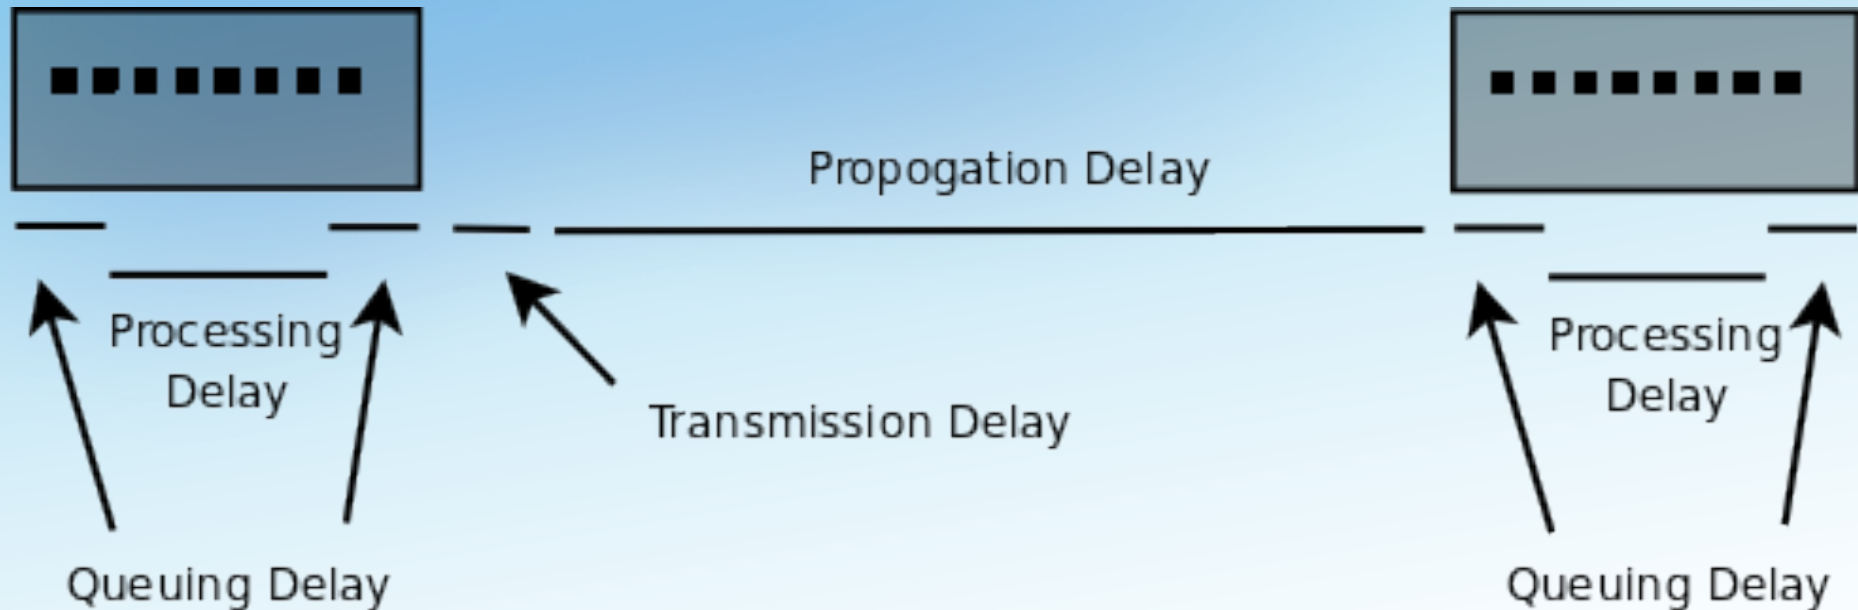 Propogation Delay
Processing
Delay
Processing
Delay
Transmission Delay
Queuing Delay
Queuing Delay